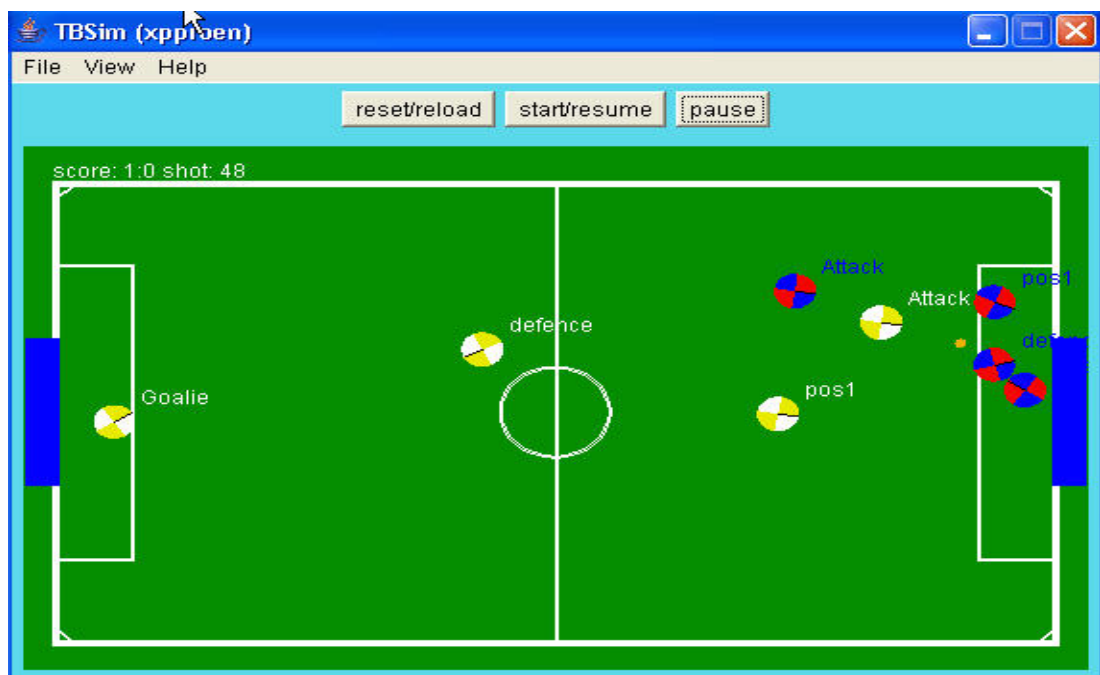 TBSim
File View Help
reset/reload start/resume pause
score: 1:0 shot: 48
Attack
pos1
Attack
defence
pos1
Goalie